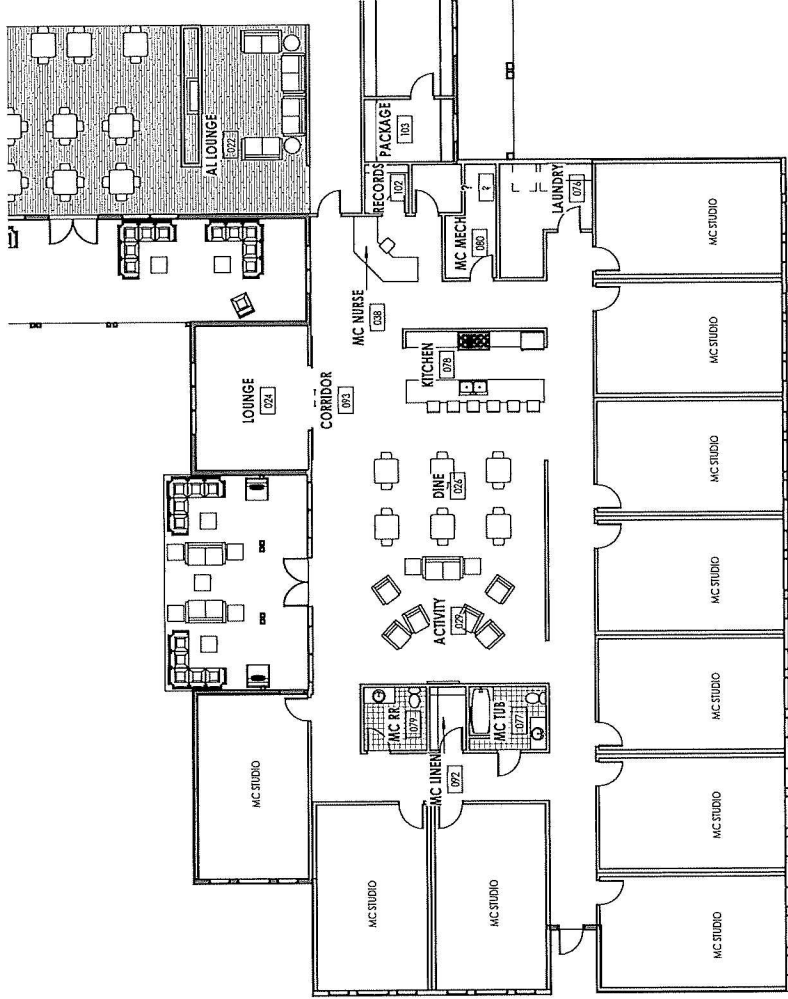 AL LOUNGE
022
PACKAGE
103
RECORDS
102
?
?
MC MECH
080
LAUNDRY
076
MC NURSE
038
KITCHEN
078
LOUNGE
024
CORRIDOR
093
DINE
026
ACTIVITY
029
MC RR
079
MC TUB
077
MC LINEN
092
MC STUDIO
MC STUDIO
MC STUDIO
MC STUDIO
MC STUDIO
MC STUDIO
MC STUDIO
MC STUDIO
MC STUDIO
MC STUDIO